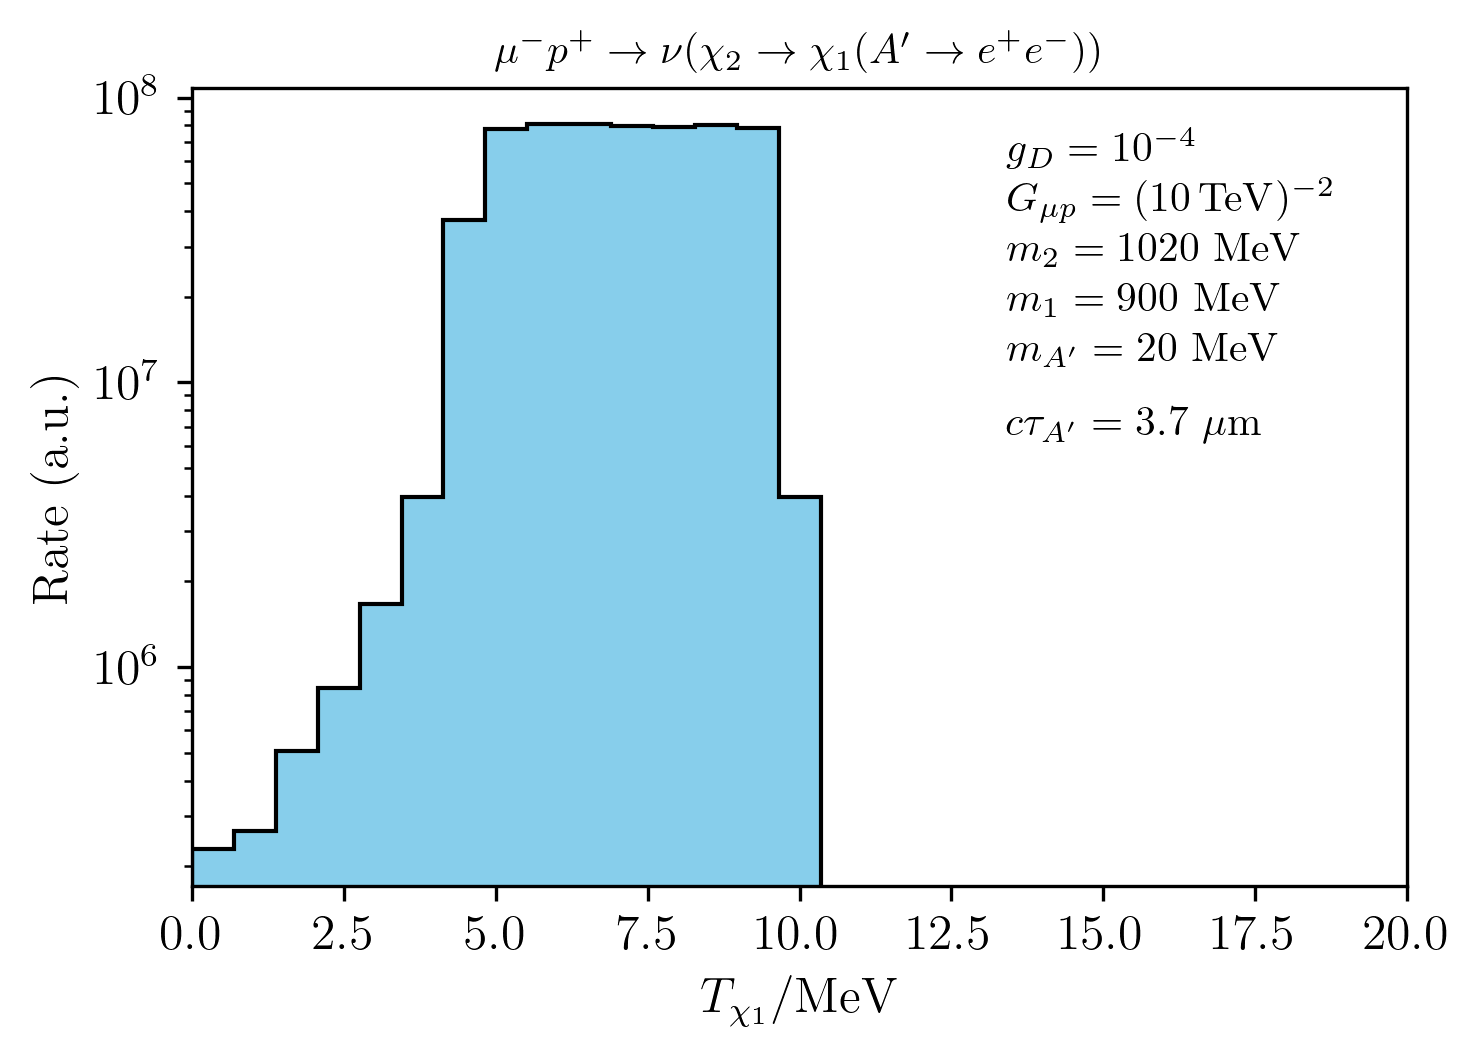 μ⁻p⁺ → ν(χ₂ → χ₁(A′ → e⁺e⁻))
10⁸
10⁷
10⁶
Rate (a.u.)
g_D = 10⁻⁴
G_μp = (10 TeV)⁻²
m₂ = 1020 MeV
m₁ = 900 MeV
m_A′ = 20 MeV
cτ_A′ = 3.7 μm
0.0 2.5 5.0 7.5 10.0 12.5 15.0 17.5 20.0
T_χ₁/MeV